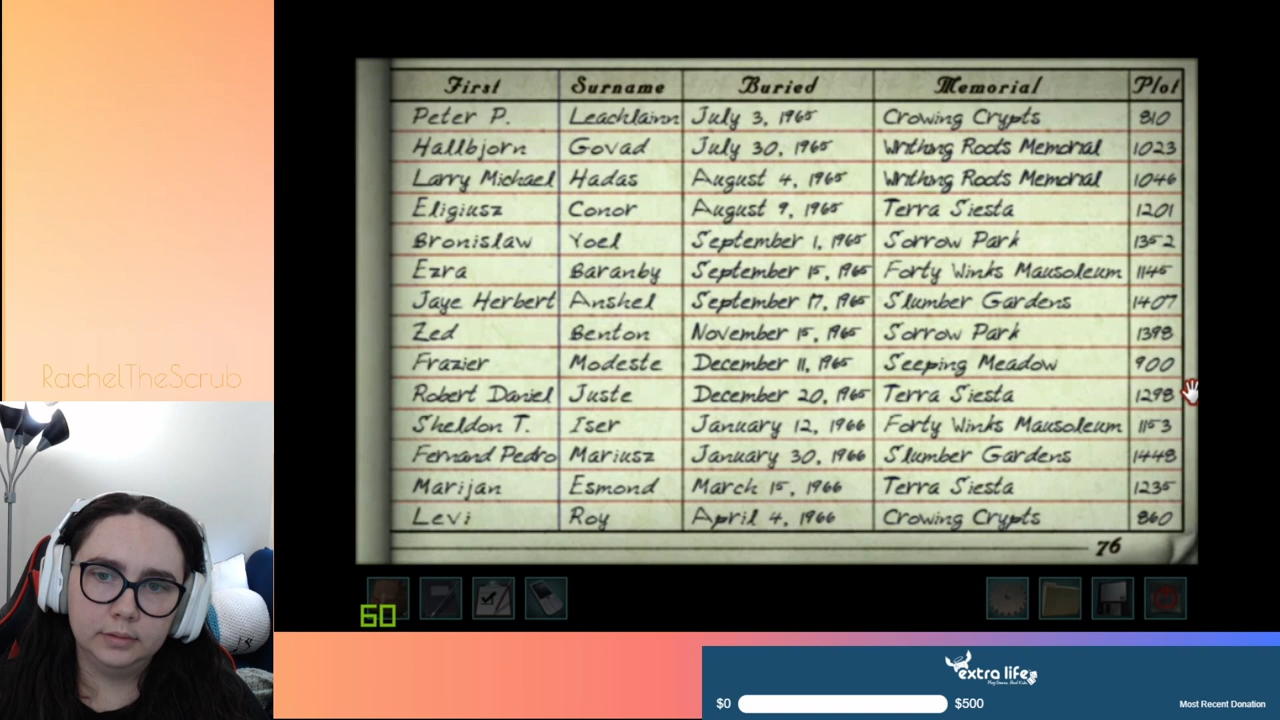 First Surname Buried Memorial Plot
Peter P. Leachlainn July 3, 1965 Crowing Crypts 810
Hallbjorn Govad July 30, 1965 Writhing Roots Memorial 1023
Larry Michael Hadas August 4, 1965 Writhing Roots Memorial 1046
Eligiusz Conor August 9, 1965 Terra Siesta 1201
Bronislaw Yoel September 1, 1965 Sorrow Park 1352
Ezra Baranby September 15, 1965 Forty Winks Mausoleum 1145
Jaye Herbert Anshel September 17, 1965 Slumber Gardens 1407
Zed Benton November 15, 1965 Sorrow Park 1398
Frazier Modeste December 11, 1965 Seeping Meadow 900
Robert Daniel Juste December 20, 1965 Terra Siesta 1298
Sheldon T. Iser January 12, 1966 Forty Winks Mausoleum 1153
Fernand Pedro Mariusz January 30, 1966 Slumber Gardens 1448
Marijan Esmond March 15, 1966 Terra Siesta 1235
Levi Roy April 4, 1966 Crowing Crypts 860
76
RachelTheScrub
60
extra life
Play Games. Heal Kids.
$0 $500 Most Recent Donation